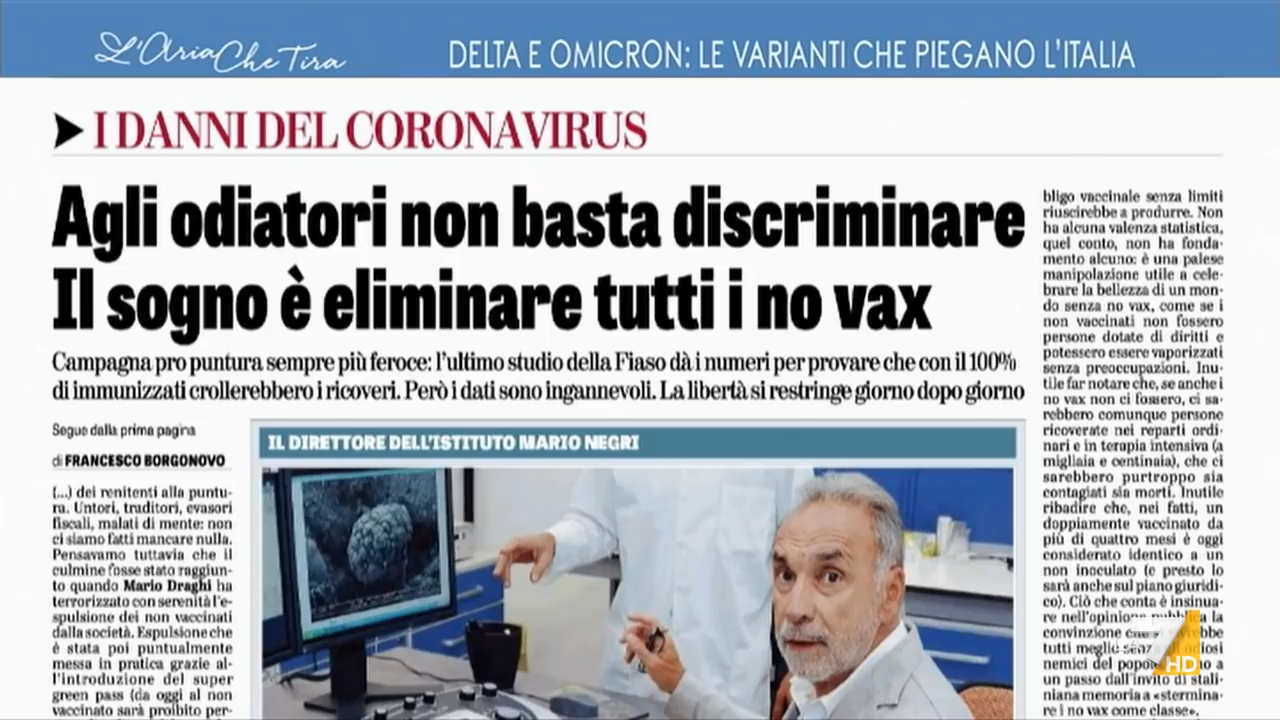 L'Aria Che Tira
DELTA E OMICRON: LE VARIANTI CHE PIEGANO L'ITALIA
I DANNI DEL CORONAVIRUS
Agli odiatori non basta discriminare
Il sogno è eliminare tutti i no vax
Campagna pro puntura sempre più feroce: l'ultimo studio della Fiaso dà i numeri per provare che con il 100%
di immunizzati crollerebbero i ricoveri. Però i dati sono ingannevoli. La libertà si restringe giorno dopo giorno
Segue dalla prima pagina
di FRANCESCO BORGONOVO
(...) dei renitenti alla puntu-
ra. Untori, traditori, evasori
fiscali, malati di mente: non
ci siamo fatti mancare nulla.
Pensavamo tuttavia che il
culmine fosse stato raggiun-
to quando Mario Draghi ha
terrorizzato con serenità l'e-
spulsione dei non vaccinati
dalla società. Espulsione che
è stata poi puntualmente
messa in pratica grazie al-
l'introduzione del super
green pass (da oggi al non
vaccinato sarà proibito per-
IL DIRETTORE DELL'ISTITUTO MARIO NEGRI
bligo vaccinale senza limiti
riuscirebbe a produrre. Non
ha alcuna valenza statistica,
quel conto, non ha fonda-
mento alcuno: è una palese
manipolazione utile a cele-
brare la bellezza di un mon-
do senza no vax, come se i
non vaccinati non fossero
persone dotate di diritti e
potessero essere vaporizzati
senza preoccupazioni. Inu-
tile far notare che, se anche i
no vax non ci fossero, ci sa-
rebbero comunque persone
ricoverate nei reparti ordi-
nari e in terapia intensiva (a
migliaia e centinaia), che ci
sarebbero purtroppo sia
contagiati sia morti. Inutile
ribadire che, nei fatti, un
doppiamente vaccinato da
più di quattro mesi è oggi
considerato identico a un
non inoculato (e presto lo
sarà anche sul piano giuridi-
co). Ciò che conta è insinua-
re nell'opinione pubblica la
convinzione che
tutti meglio senza gli odiosi
nemici del popolo a
un passo dall'invito di stali-
niana memoria a «stermina-
re i no vax come classe».
7 HD